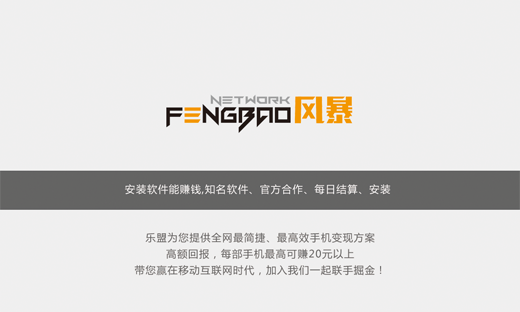 NETWORK
FENGBAO风暴
安装软件能赚钱,知名软件、官方合作、每日结算、安装
乐盟为您提供全网最简捷、最高效手机变现方案
高额回报，每部手机最高可赚20元以上
带您赢在移动互联网时代，加入我们一起联手掘金！